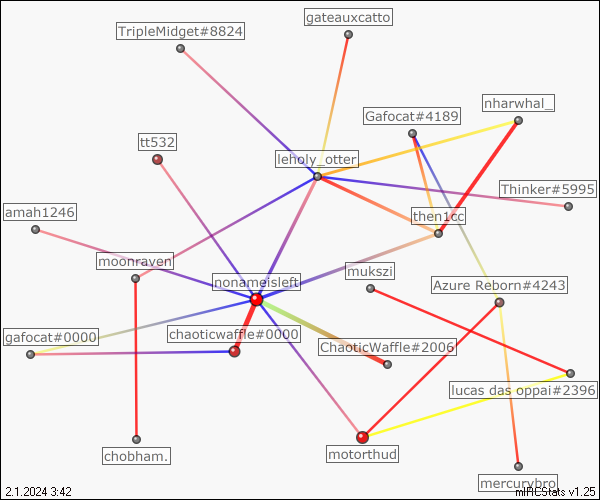 gateauxcatto
TripleMidget#8824
nharwhal_
Gafocat#4189
tt532
leholy_otter
Thinker#5995
amah1246
then1cc
moonraven
mukszi
nonameisleft
Azure Reborn#4243
gafocat#0000
chaoticwaffle#0000
ChaoticWaffle#2006
lucas das oppai#2396
chobham.
motorthud
mercurybro
2.1.2024 3:42
mIRCStats v1.25